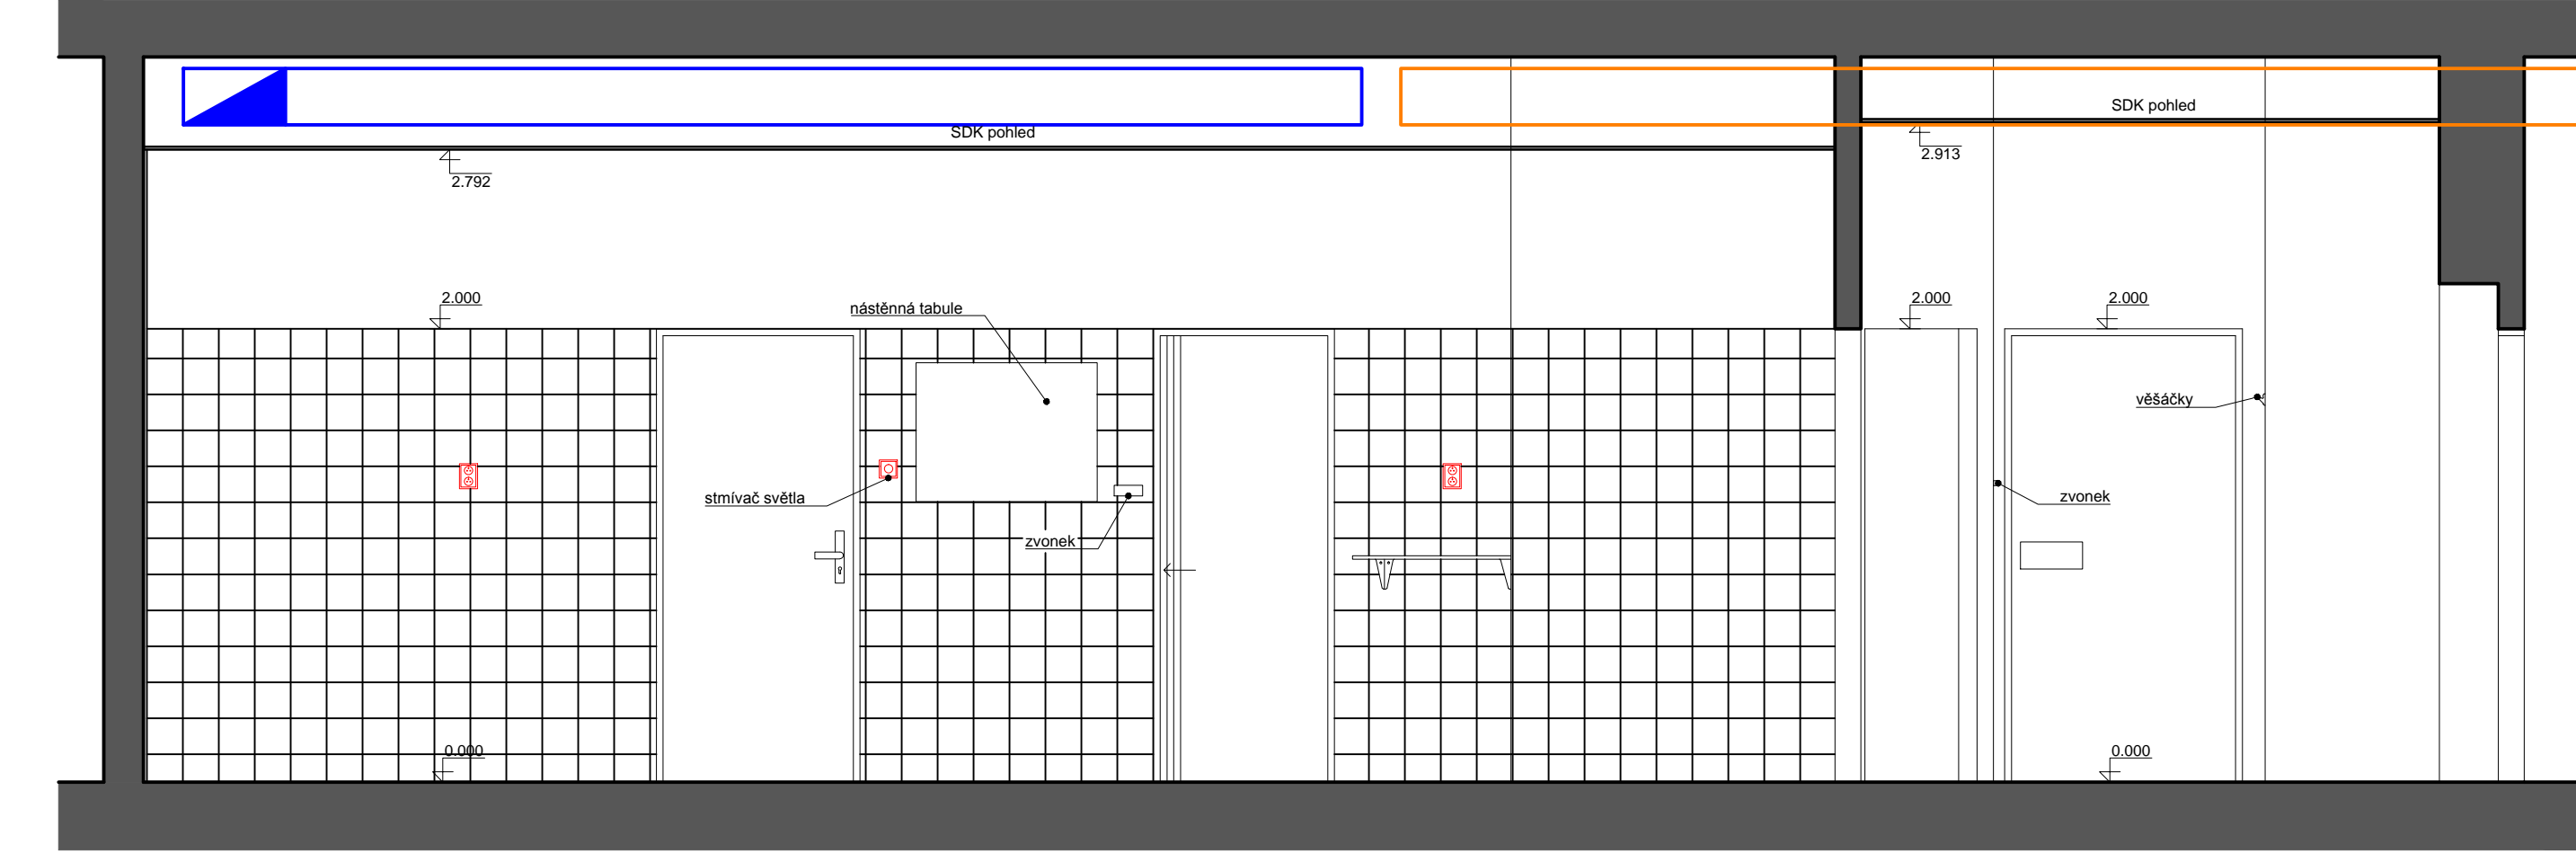 SDK pohled
SDK pohled
2.913
2.792
2.000
2.000
2.000
nástěnná tabule
věšáčky
stmívač světla
zvonek
zvonek
0.000
0.000